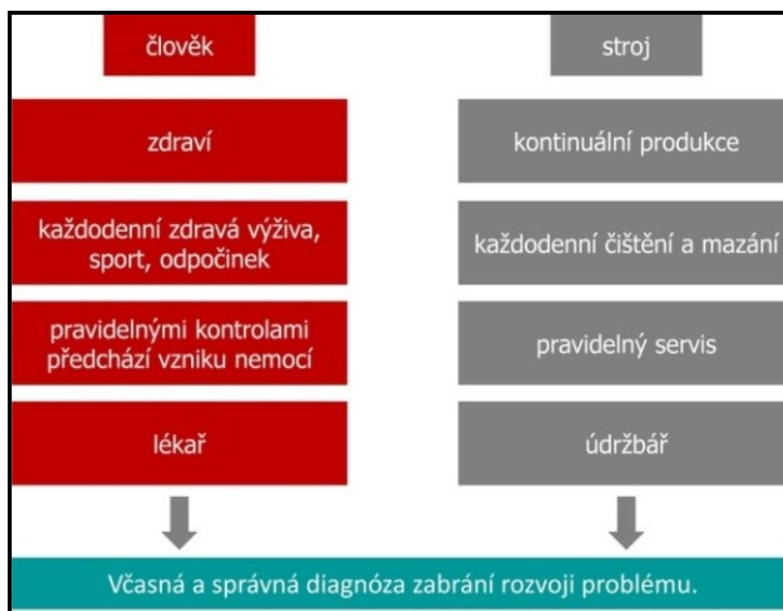 člověk
zdraví
každodenní zdravá výživa,
sport, odpočinek
pravidelnými kontrolami
předchází vzniku nemocí
lékař
stroj
kontinuální produkce
každodenní čištění a mazání
pravidelný servis
údržbář
Včasná a správná diagnóza zabrání rozvoji problému.